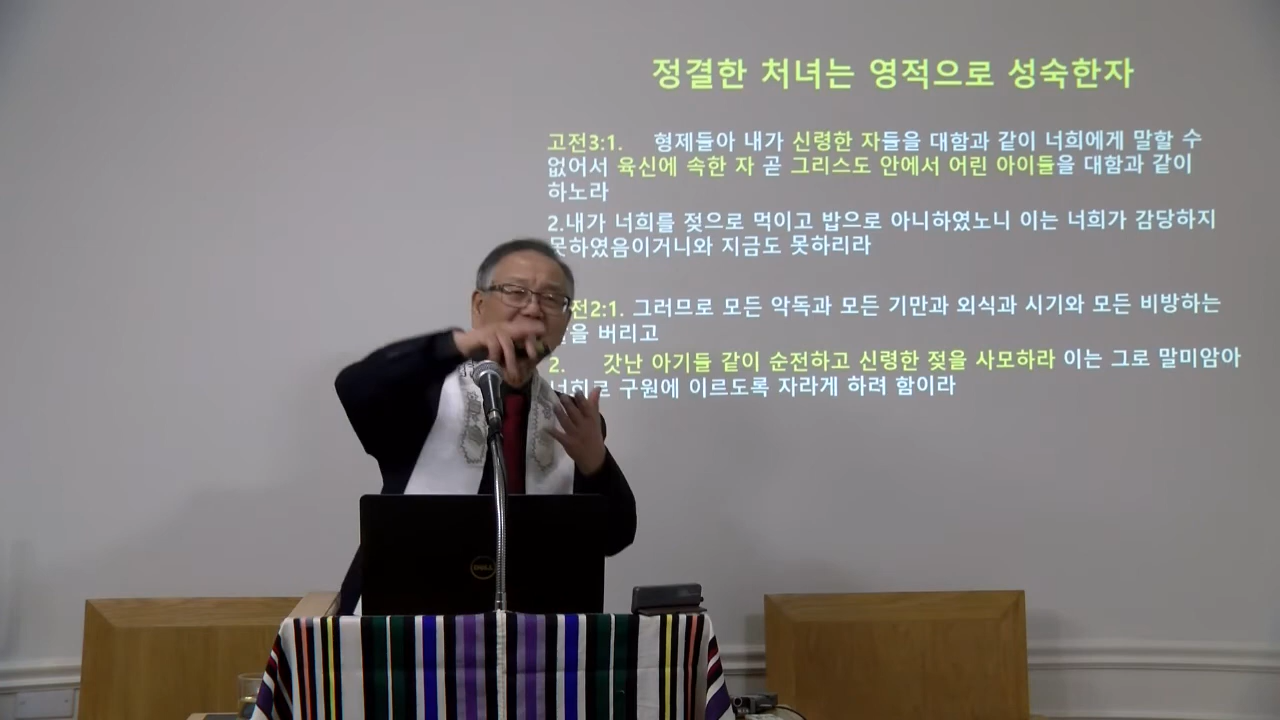 정결한 처녀는 영적으로 성숙한자
고전3:1. 형제들아 내가 신령한 자들을 대함과 같이 너희에게 말할 수
없어서 육신에 속한 자 곧 그리스도 안에서 어린 아이들을 대함과 같이
하노라
2.내가 너희를 젖으로 먹이고 밥으로 아니하였노니 이는 너희가 감당하지
못하였음이거니와 지금도 못하리라
전2:1. 그러므로 모든 악독과 모든 기만과 외식과 시기와 모든 비방하는
을 버리고
2. 갓난 아기들 같이 순전하고 신령한 젖을 사모하라 이는 그로 말미암아
너희로 구원에 이르도록 자라게 하려 함이라
DELL